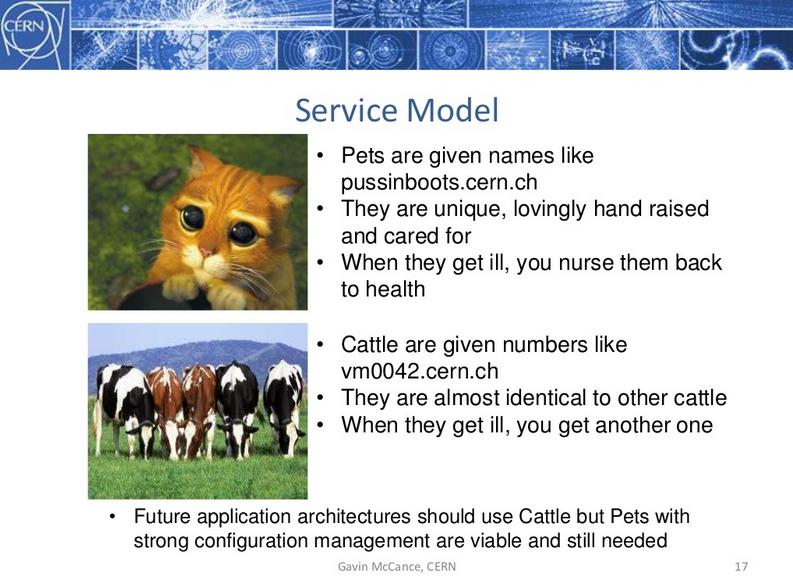 CERN
Service Model
• Pets are given names like
pussinboots.cern.ch
• They are unique, lovingly hand raised
and cared for
• When they get ill, you nurse them back
to health
• Cattle are given numbers like
vm0042.cern.ch
• They are almost identical to other cattle
• When they get ill, you get another one
• Future application architectures should use Cattle but Pets with
strong configuration management are viable and still needed
Gavin McCance, CERN
17